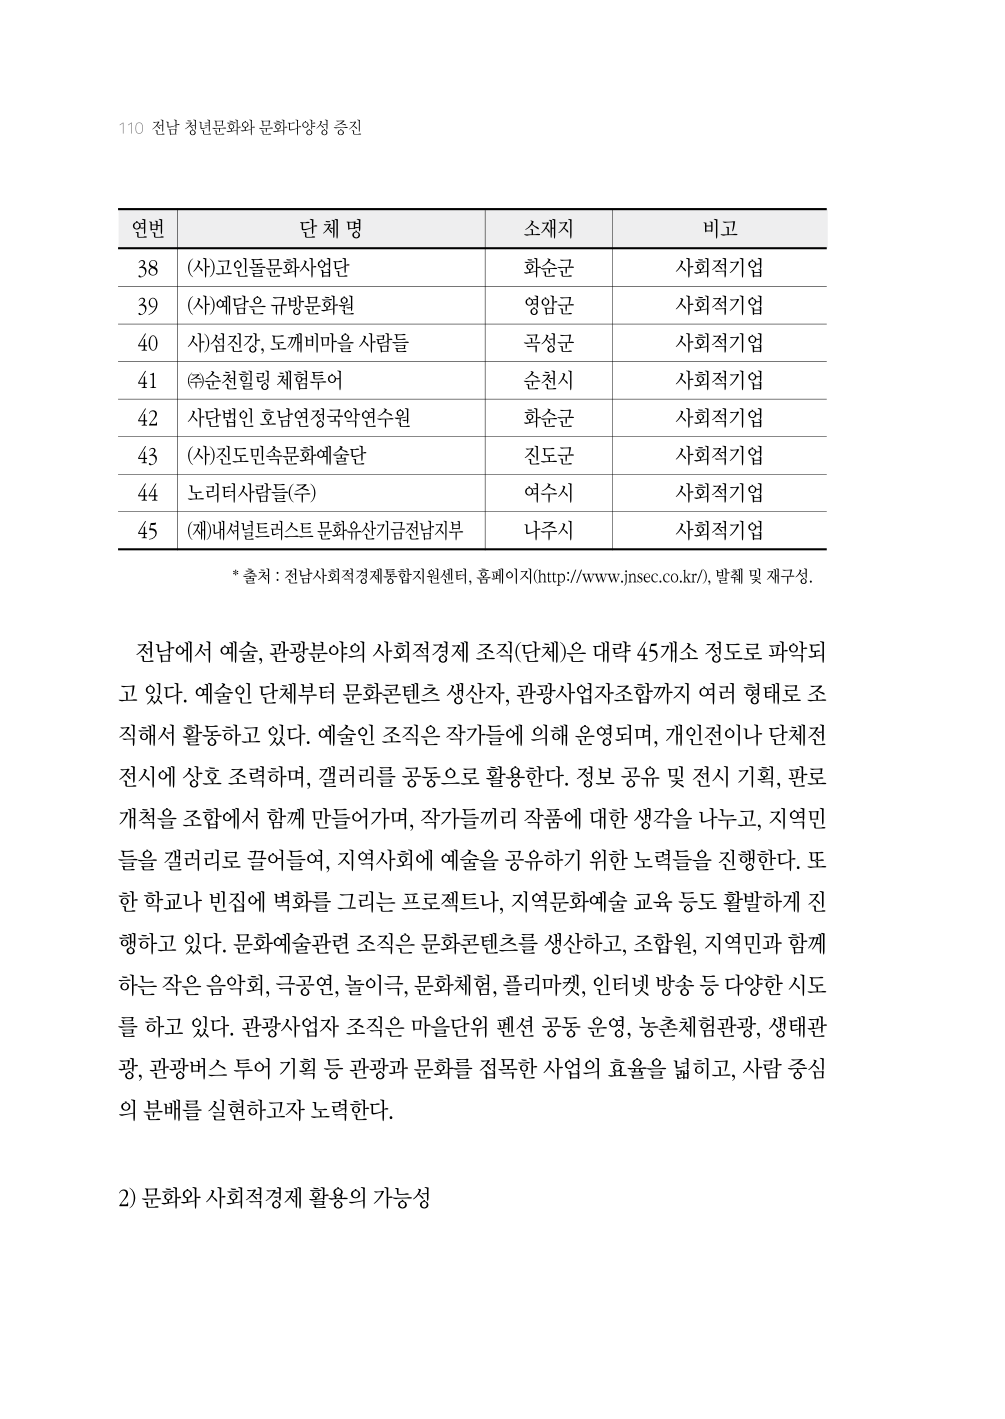 110 전남 청년문화와 문화다양성 증진
연번 단 체 명 소재지 비고
38 (사)고인돌문화사업단 화순군 사회적기업
39 (사)예담은 규방문화원 영암군 사회적기업
40 사)섬진강, 도깨비마을 사람들 곡성군 사회적기업
41 ㈜순천힐링 체험투어 순천시 사회적기업
42 사단법인 호남연정국악연수원 화순군 사회적기업
43 (사)진도민속문화예술단 진도군 사회적기업
44 노리터사람들(주) 여수시 사회적기업
45 (재)내셔널트러스트 문화유산기금전남지부 나주시 사회적기업
* 출처 : 전남사회적경제통합지원센터, 홈페이지(http://www.jnsec.co.kr/), 발췌 및 재구성.
전남에서 예술, 관광분야의 사회적경제 조직(단체)은 대략 45개소 정도로 파악되
고 있다. 예술인 단체부터 문화콘텐츠 생산자, 관광사업자조합까지 여러 형태로 조
직해서 활동하고 있다. 예술인 조직은 작가들에 의해 운영되며, 개인전이나 단체전
전시에 상호 조력하며, 갤러리를 공동으로 활용한다. 정보 공유 및 전시 기획, 판로
개척을 조합에서 함께 만들어가며, 작가들끼리 작품에 대한 생각을 나누고, 지역민
들을 갤러리로 끌어들여, 지역사회에 예술을 공유하기 위한 노력들을 진행한다. 또
한 학교나 빈집에 벽화를 그리는 프로젝트나, 지역문화예술 교육 등도 활발하게 진
행하고 있다. 문화예술관련 조직은 문화콘텐츠를 생산하고, 조합원, 지역민과 함께
하는 작은 음악회, 극공연, 놀이극, 문화체험, 플리마켓, 인터넷 방송 등 다양한 시도
를 하고 있다. 관광사업자 조직은 마을단위 펜션 공동 운영, 농촌체험관광, 생태관
광, 관광버스 투어 기획 등 관광과 문화를 접목한 사업의 효율을 넓히고, 사람 중심
의 분배를 실현하고자 노력한다.
2) 문화와 사회적경제 활용의 가능성